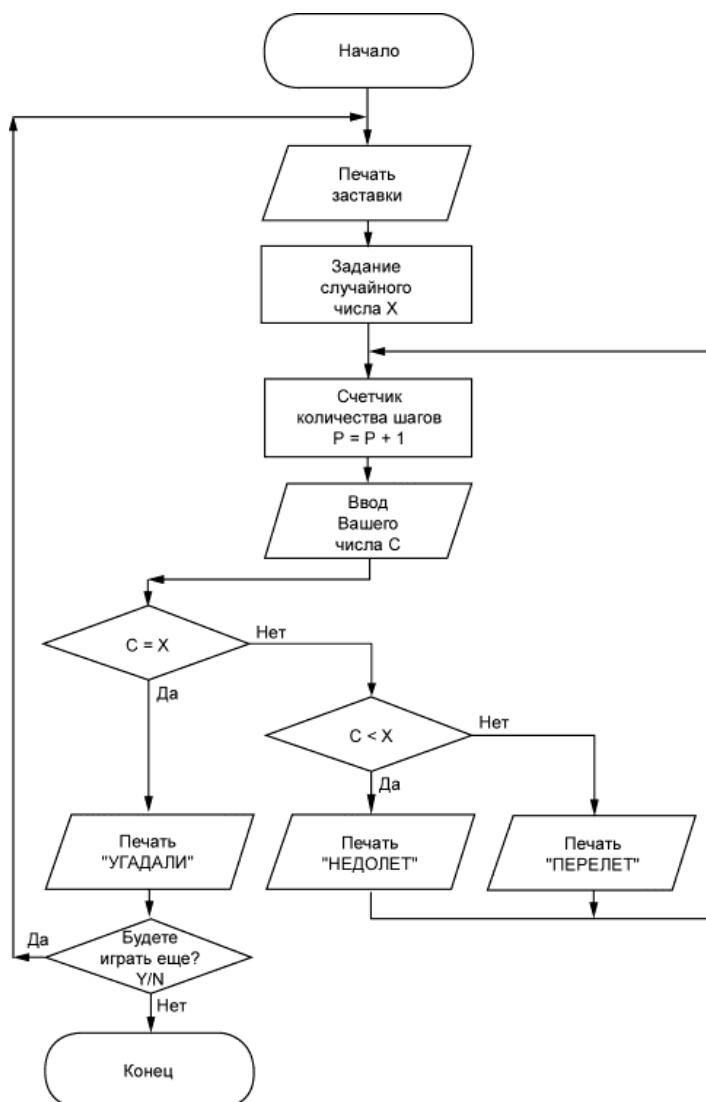 Начало
Печать
заставки
Задание
случайного
числа X
Счетчик
количества шагов
P = P + 1
Ввод
Вашего
числа C
C = X
Нет
Да
C < X
Нет
Да
Печать
"УГАДАЛИ"
Печать
"НЕДОЛЕТ"
Печать
"ПЕРЕЛЕТ"
Да
Будете
играть еще?
Y/N
Нет
Конец